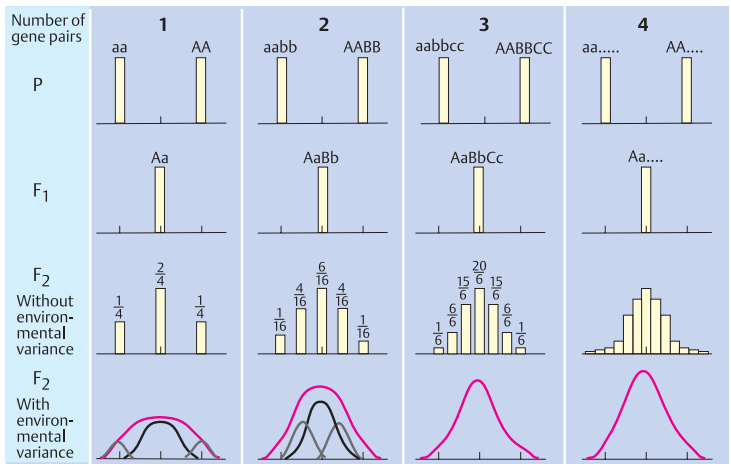 Number of gene pairs 1 2 3 4
P
aa AA
aabb AABB
aabbcc AABBCC
aa..... AA....
F1
Aa
AaBb
AaBbCc
Aa....
F2
Without
environ-
mental
variance
1/4 2/4 1/4
1/16 4/16 6/16 4/16 1/16
1/6 6/6 15/6 20/6 15/6 6/6 1/6
F2
With
environ-
mental
variance